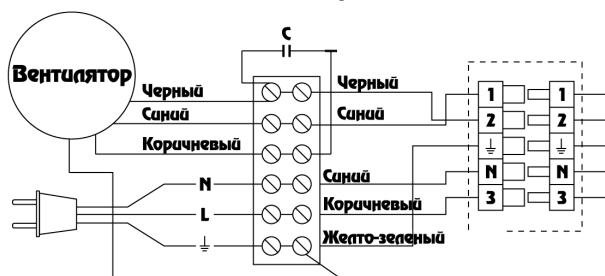 C
Вентилятор
Черный
Черный
Синий
Синий
Коричневый
N
Синий
L
Коричневый
Желто-зеленый
1 1
2 2
N N
3 3